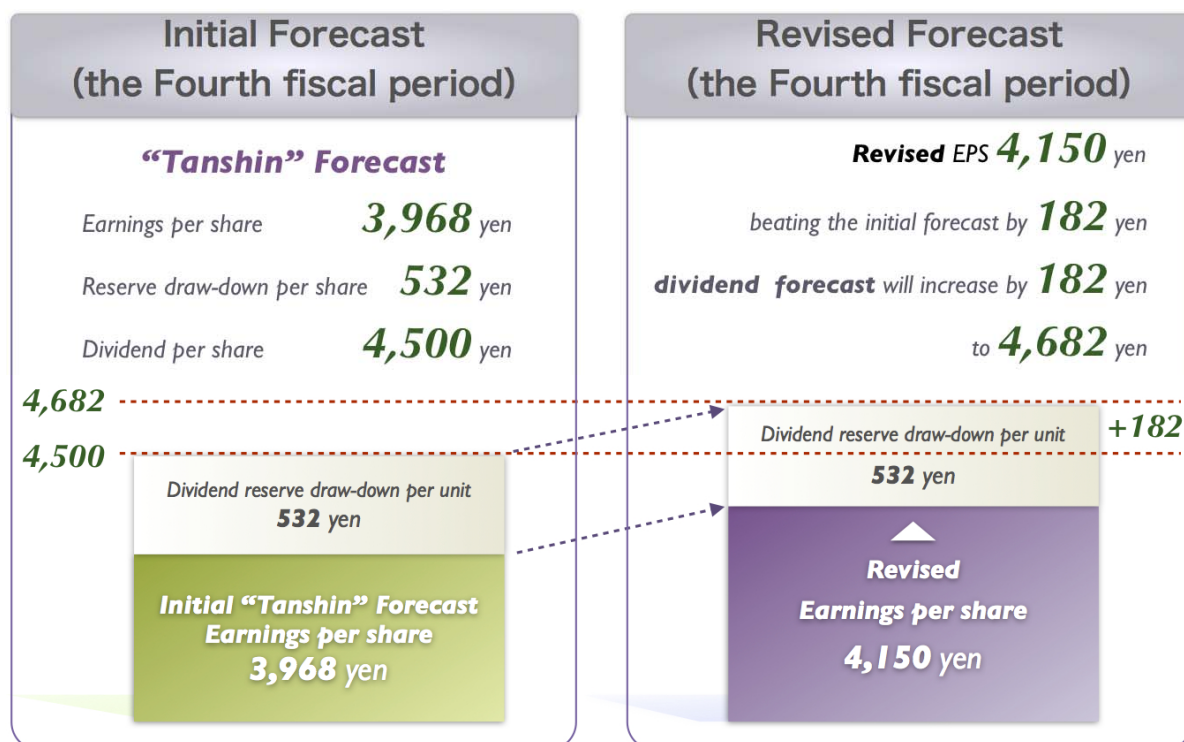 Initial Forecast
(the Fourth fiscal period)
“Tanshin” Forecast
Earnings per share 3,968 yen
Reserve draw-down per share 532 yen
Dividend per share 4,500 yen
4,682
4,500
Dividend reserve draw-down per unit
532 yen
Initial “Tanshin” Forecast
Earnings per share
3,968 yen
Revised Forecast
(the Fourth fiscal period)
Revised EPS 4,150 yen
beating the initial forecast by 182 yen
dividend forecast will increase by 182 yen
to 4,682 yen
+182
Dividend reserve draw-down per unit
532 yen
Revised
Earnings per share
4,150 yen